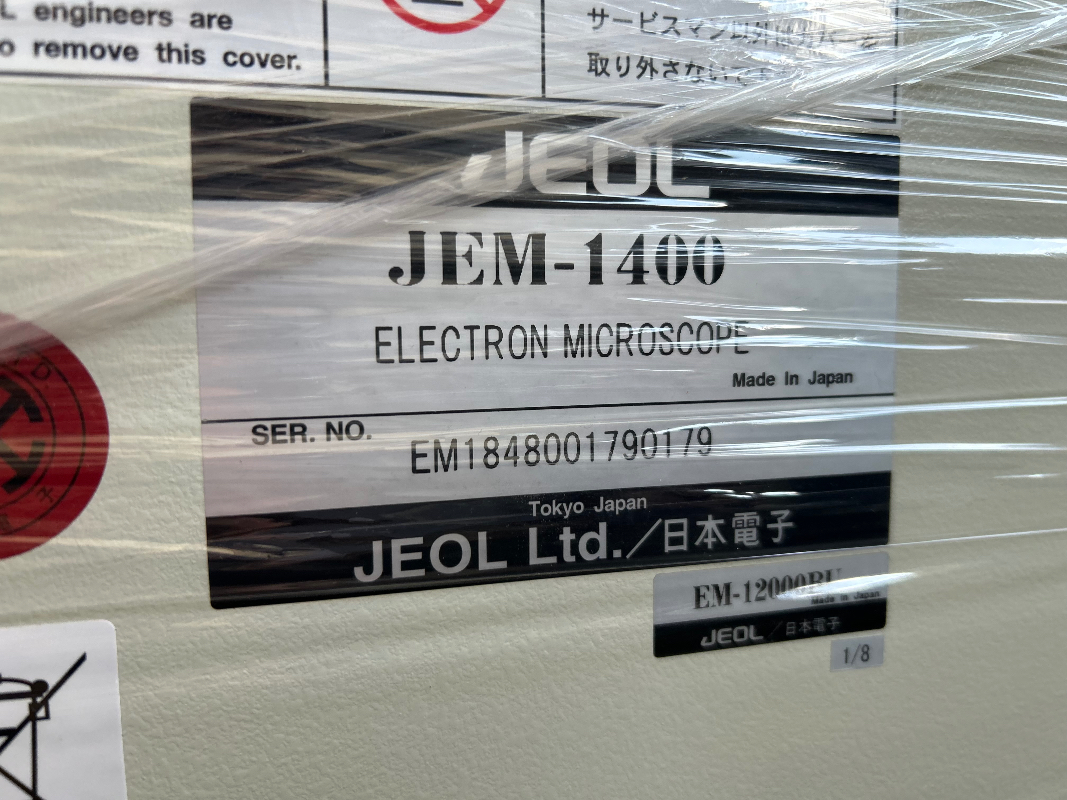 L engineers are
o remove this cover.
サービスマン以外はカバーを
取り外さないで
JEOL
JEM-1400
ELECTRON MICROSCOPE
Made In Japan
SER. NO.
EM1848001790179
Tokyo Japan
JEOL Ltd./日本電子
EM-12000BU
Made In Japan
JEOL/日本電子
1/8